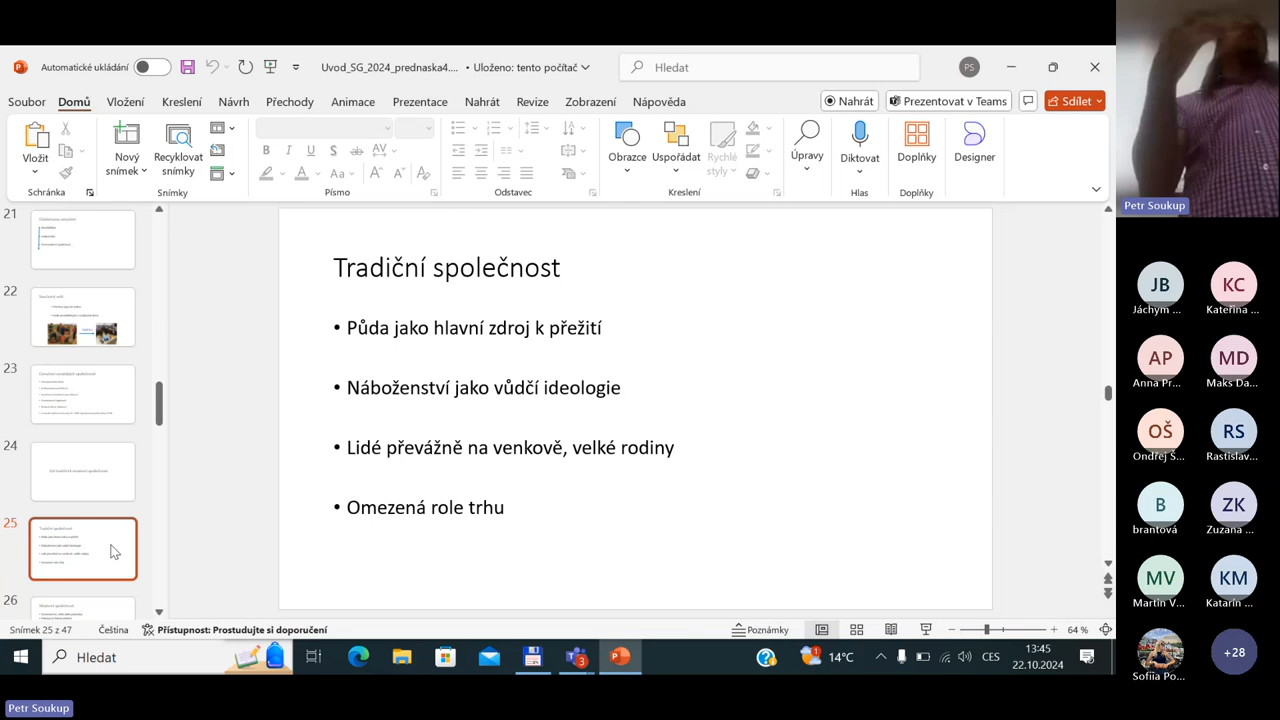 Automatické ukládání
Uvod_SG_2024_prednaska4.... • Uloženo: tento počítač
Hledat
PS
Soubor Domů Vložení Kreslení Návrh Přechody Animace Prezentace Nahrát Revize Zobrazení Nápověda
Nahrát Prezentovat v Teams Sdílet
Vložit
Nový snímek
Recyklovat snímky
Obrazce
Uspořádat
Rychlé styly
Úpravy
Diktovat
Doplňky
Designer
Schránka Snímky Písmo Odstavec Kreslení Hlas Doplňky
21
22
23
24
25
26
Tradiční společnost
• Půda jako hlavní zdroj k přežití
• Náboženství jako vůdčí ideologie
• Lidé převážně na venkově, velké rodiny
• Omezená role trhu
Snímek 25 z 47 Čeština Přístupnost: Prostudujte si doporučení
Poznámky
64 %
Hledat
3
1
14°C
CES
13:45
22.10.2024
Petr Soukup
JB
Jáchym ...
KC
Kateřina ...
AP
Anna Pr...
MD
Maks Da...
OŠ
Ondřej Š...
RS
Rastislav...
B
brantová
ZK
Zuzana ...
MV
Martin V...
KM
Katarín ...
Sofiia Po...
+28
Petr Soukup